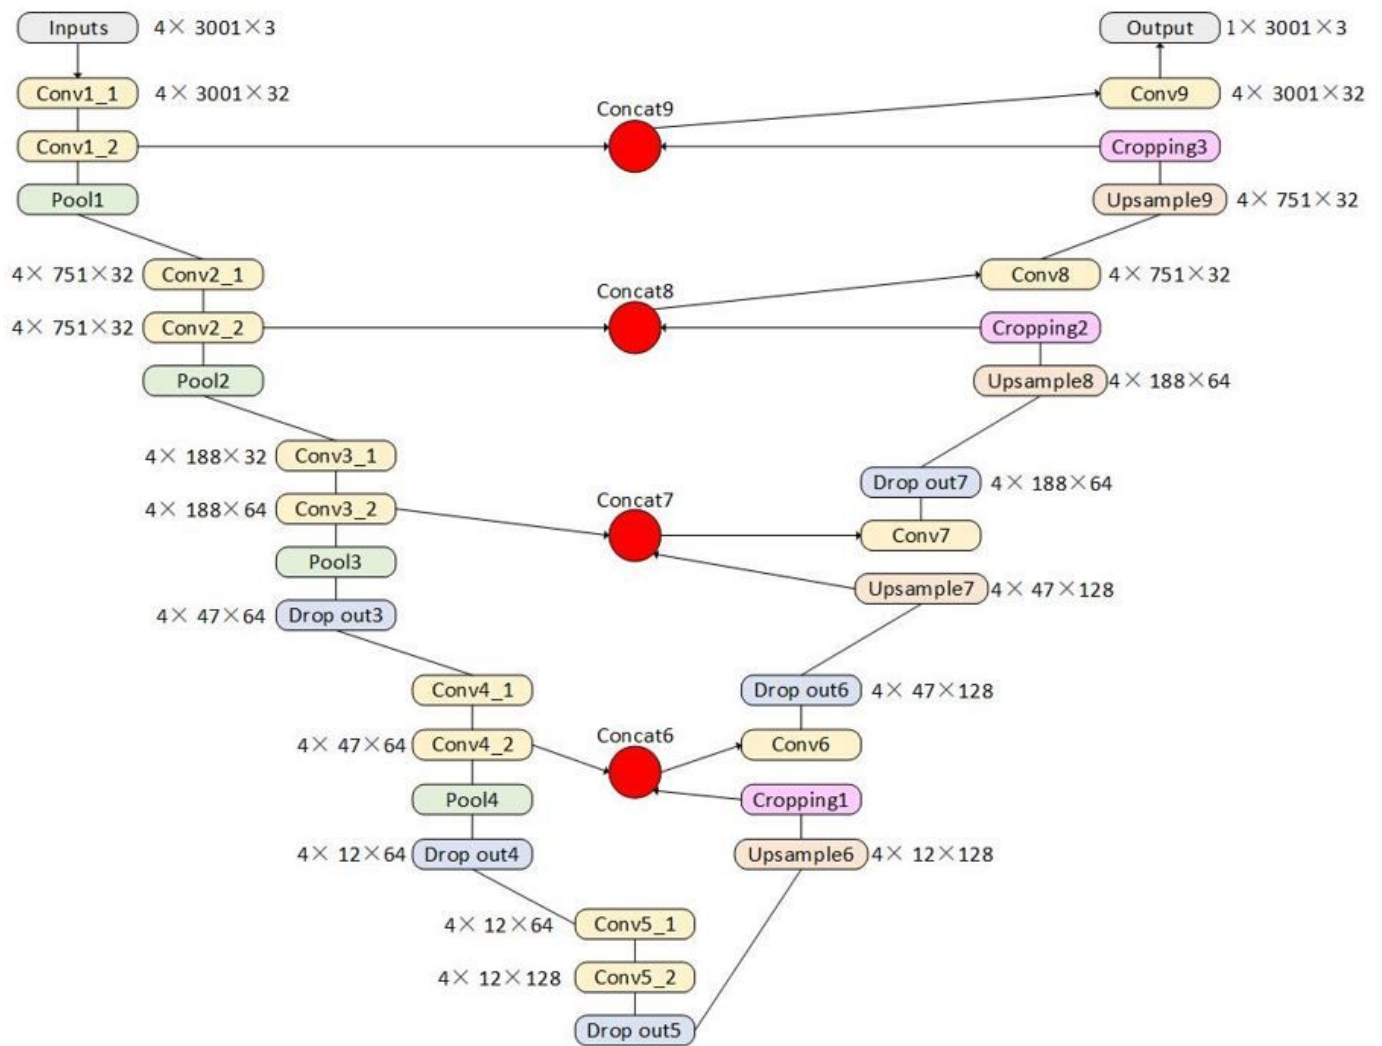 Inputs 4× 3001×3
Output 1× 3001×3
Conv1_1 4× 3001×32
Concat9
Conv9 4× 3001×32
Conv1_2
Cropping3
Pool1
Upsample9 4× 751×32
4× 751×32 Conv2_1
Concat8
Conv8 4× 751×32
4× 751×32 Conv2_2
Cropping2
Pool2
Upsample8 4× 188×64
4× 188×32 Conv3_1
Drop out7 4× 188×64
4× 188×64 Conv3_2
Concat7
Conv7
Pool3
Upsample7 4× 47×128
4× 47×64 Drop out3
Conv4_1
Drop out6 4× 47×128
4× 47×64 Conv4_2
Concat6
Conv6
Pool4
Cropping1
4× 12×64 Drop out4
Upsample6 4× 12×128
4× 12×64 Conv5_1
4× 12×128 Conv5_2
Drop out5